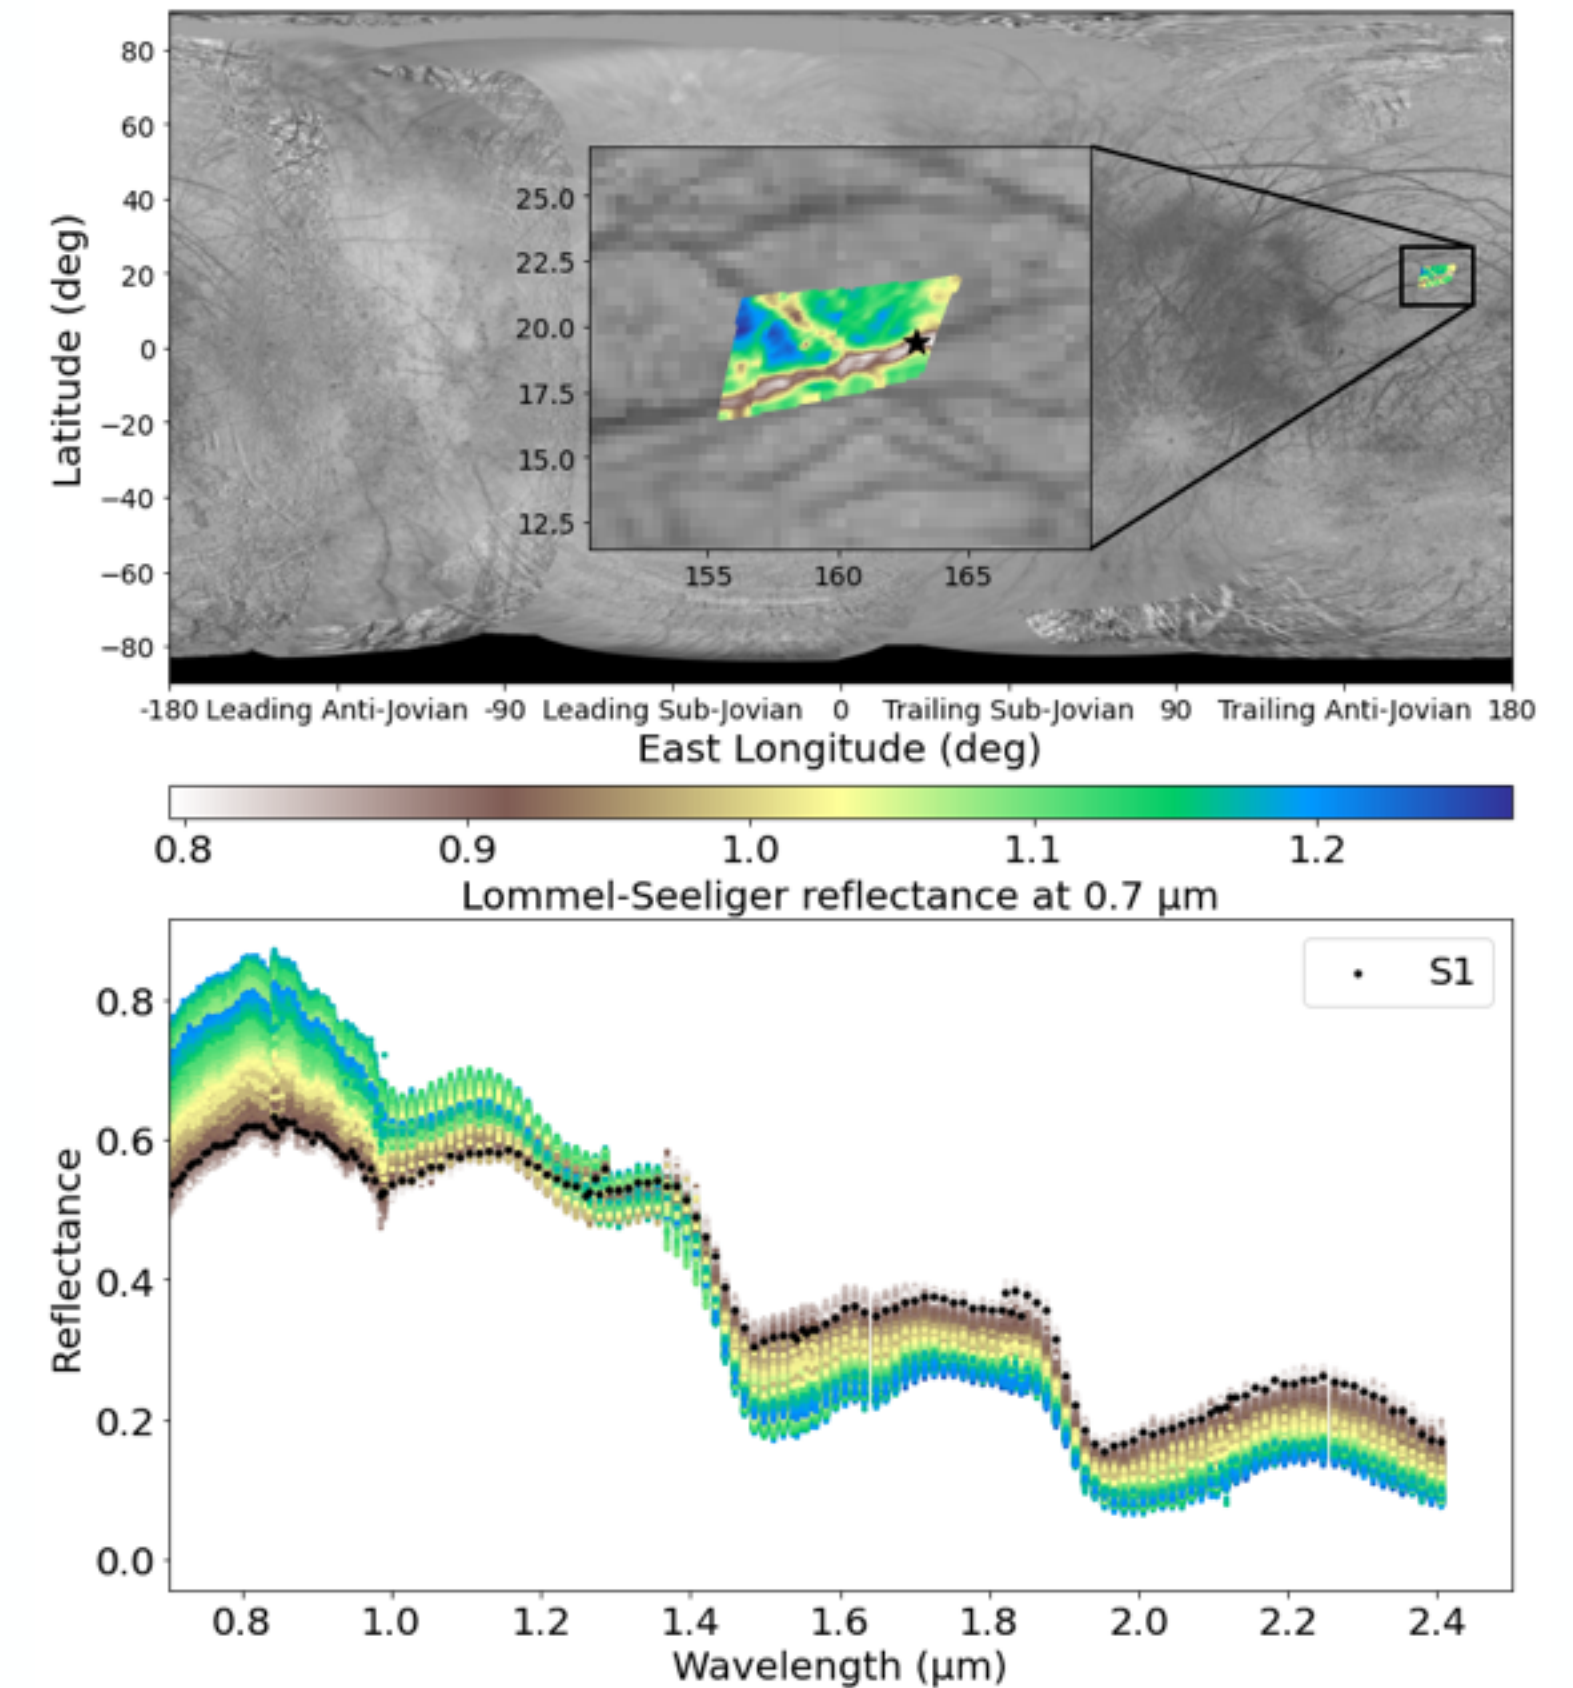 80
60
40
20
0
−20
−40
−60
−80
Latitude (deg)
25.0
22.5
20.0
17.5
15.0
12.5
155 160 165
-180 Leading Anti-Jovian -90 Leading Sub-Jovian 0 Trailing Sub-Jovian 90 Trailing Anti-Jovian 180
East Longitude (deg)
0.8 0.9 1.0 1.1 1.2
Lommel-Seeliger reflectance at 0.7 μm
S1
0.8
0.6
0.4
0.2
0.0
Reflectance
0.8 1.0 1.2 1.4 1.6 1.8 2.0 2.2 2.4
Wavelength (μm)